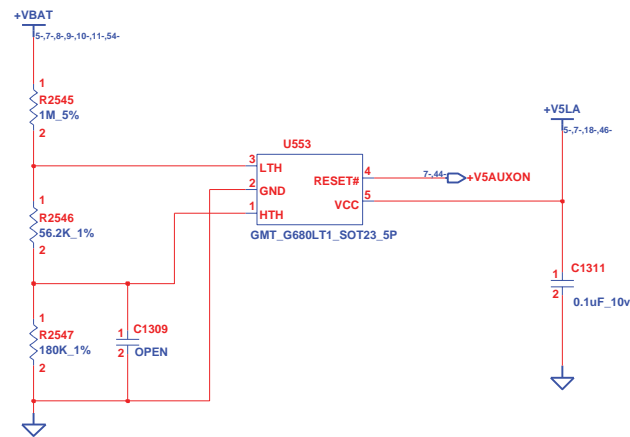 +VBAT
5-,7-,8-,9-,10-,11-,54-
1
R2545
1M_5%
2
+V5LA
5-,7-,18-,46-
U553
3
LTH
2
GND
1
HTH
RESET#
4
VCC
5
7-,44-
+V5AUXON
GMT_G680LT1_SOT23_5P
1
R2546
56.2K_1%
2
1
R2547
180K_1%
2
1
C1309
2
OPEN
1
C1311
2
0.1uF_10v